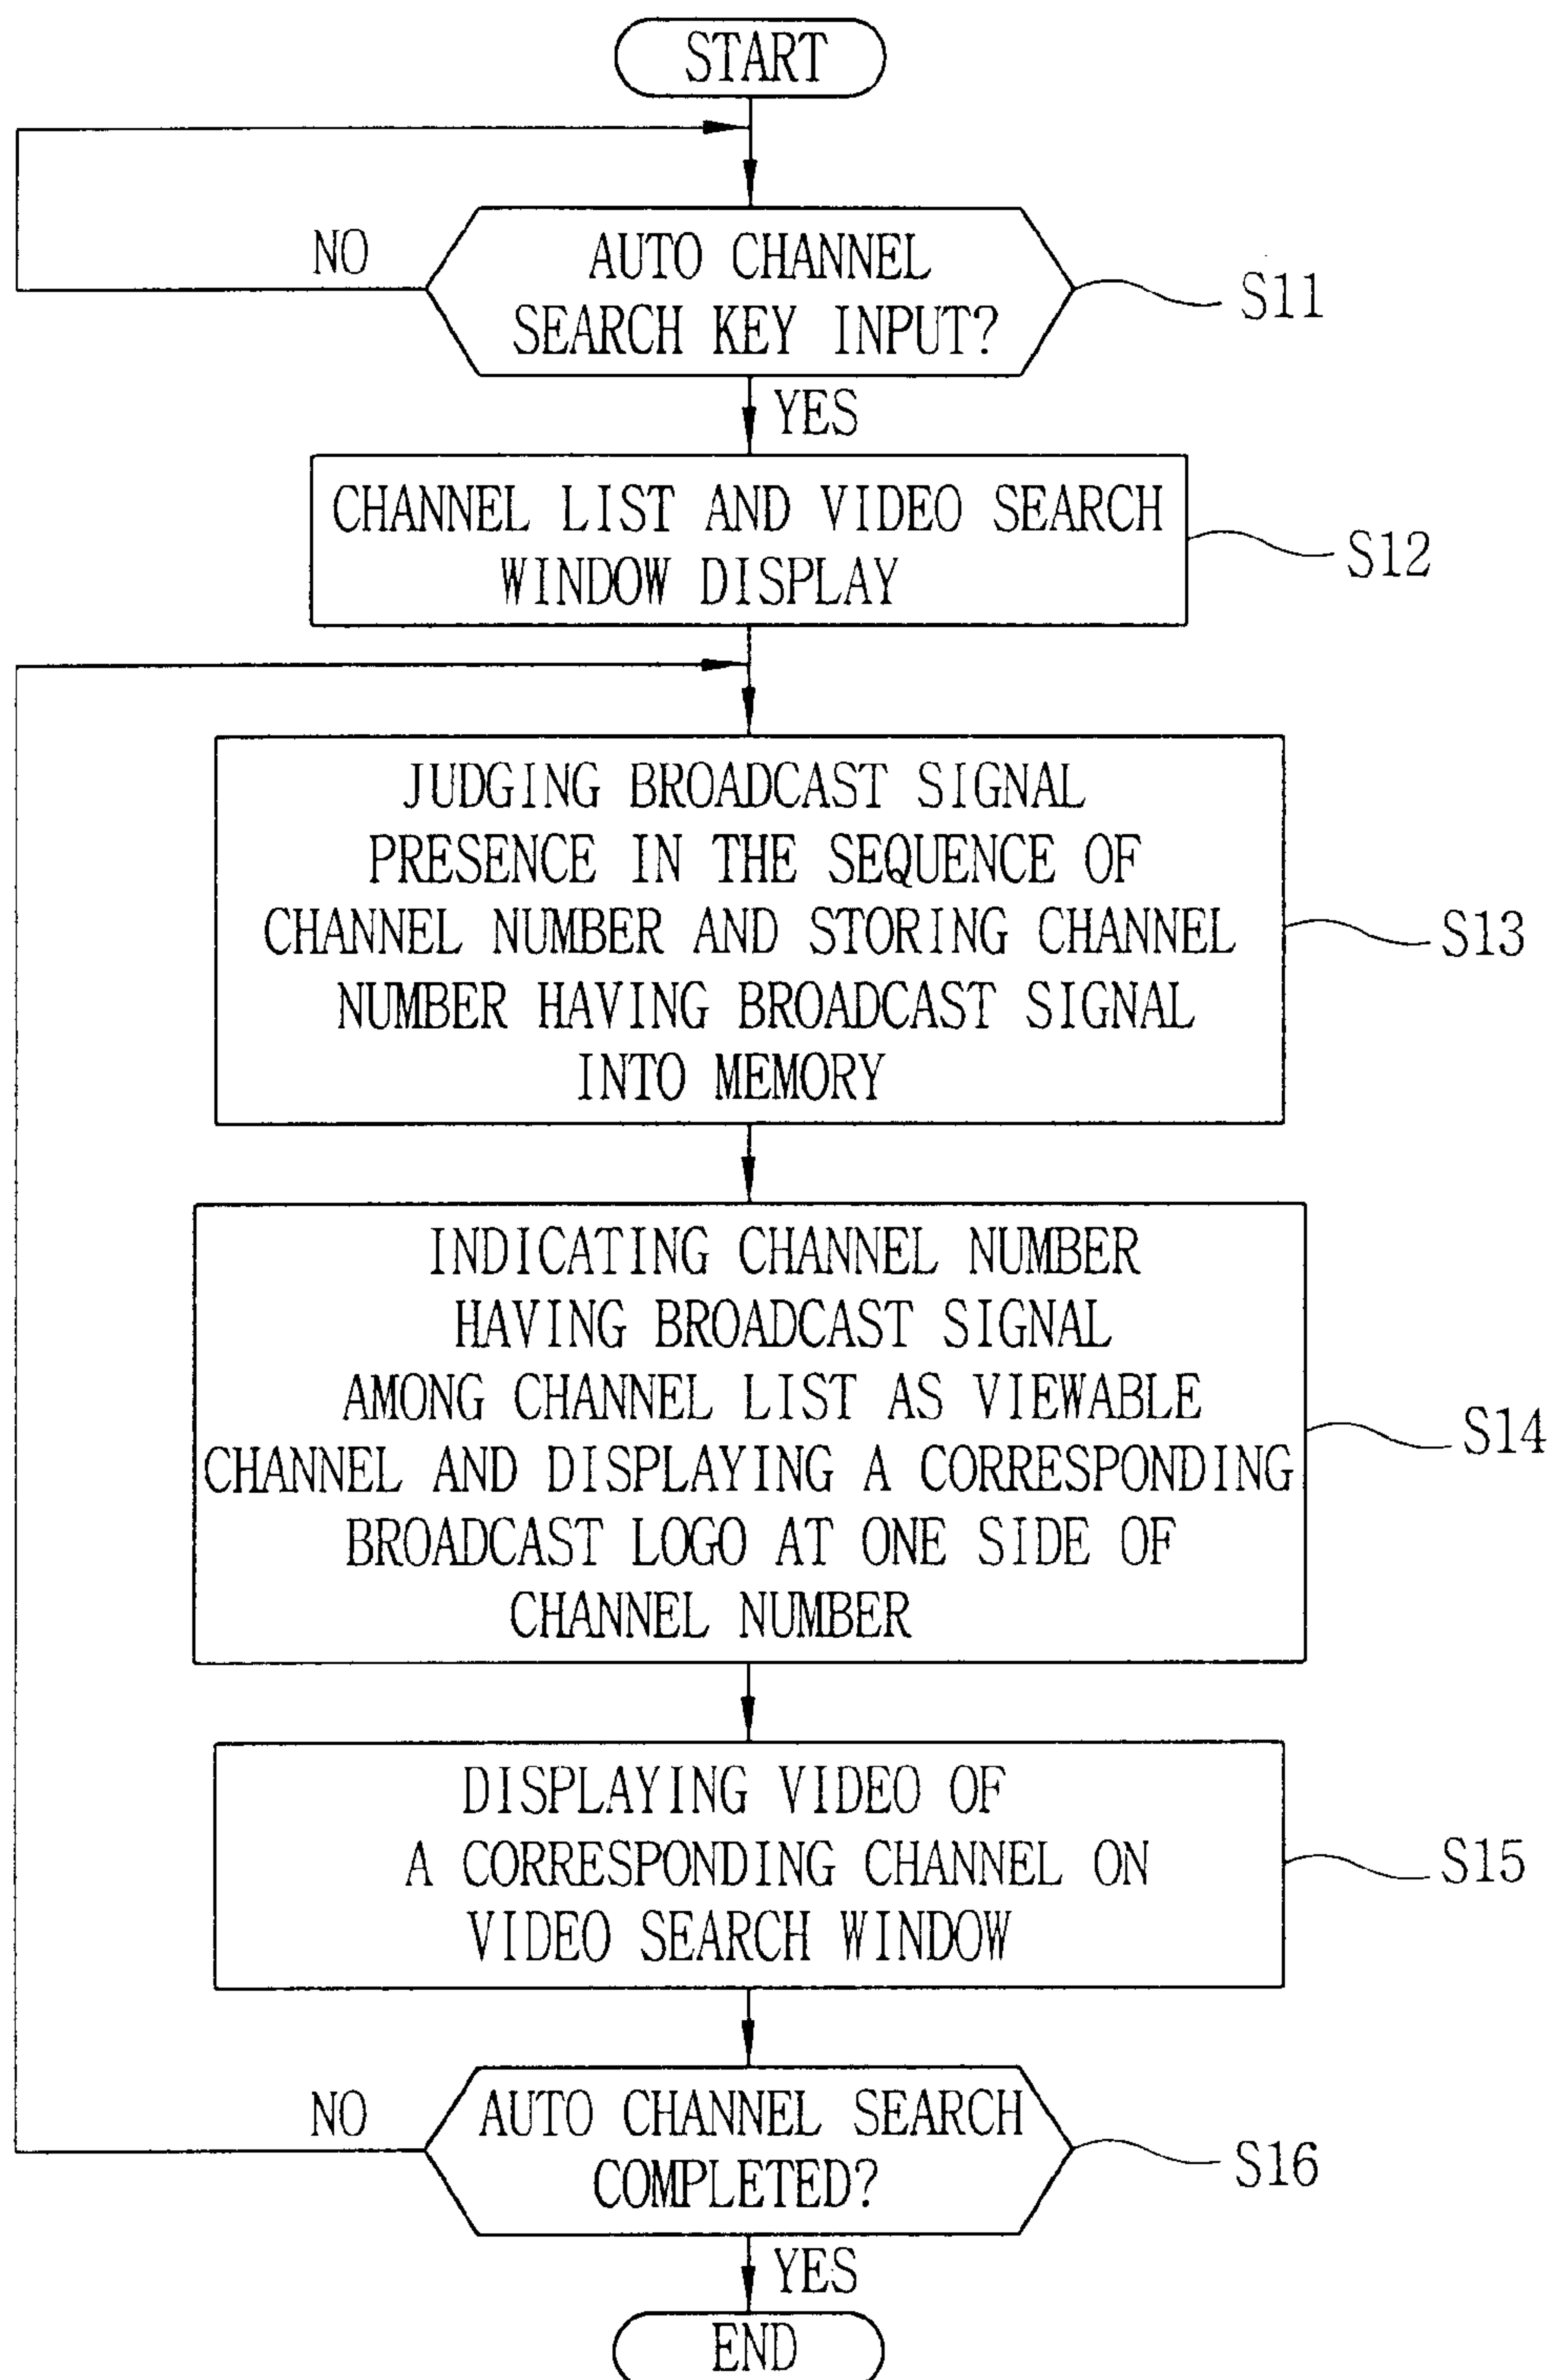 START
NO
AUTO CHANNEL
SEARCH KEY INPUT?
S11
YES
CHANNEL LIST AND VIDEO SEARCH
WINDOW DISPLAY
S12
JUDGING BROADCAST SIGNAL
PRESENCE IN THE SEQUENCE OF
CHANNEL NUMBER AND STORING CHANNEL
NUMBER HAVING BROADCAST SIGNAL
INTO MEMORY
S13
INDICATING CHANNEL NUMBER
HAVING BROADCAST SIGNAL
AMONG CHANNEL LIST AS VIEWABLE
CHANNEL AND DISPLAYING A CORRESPONDING
BROADCAST LOGO AT ONE SIDE OF
CHANNEL NUMBER
S14
DISPLAYING VIDEO OF
A CORRESPONDING CHANNEL ON
VIDEO SEARCH WINDOW
S15
NO
AUTO CHANNEL SEARCH
COMPLETED?
S16
YES
END